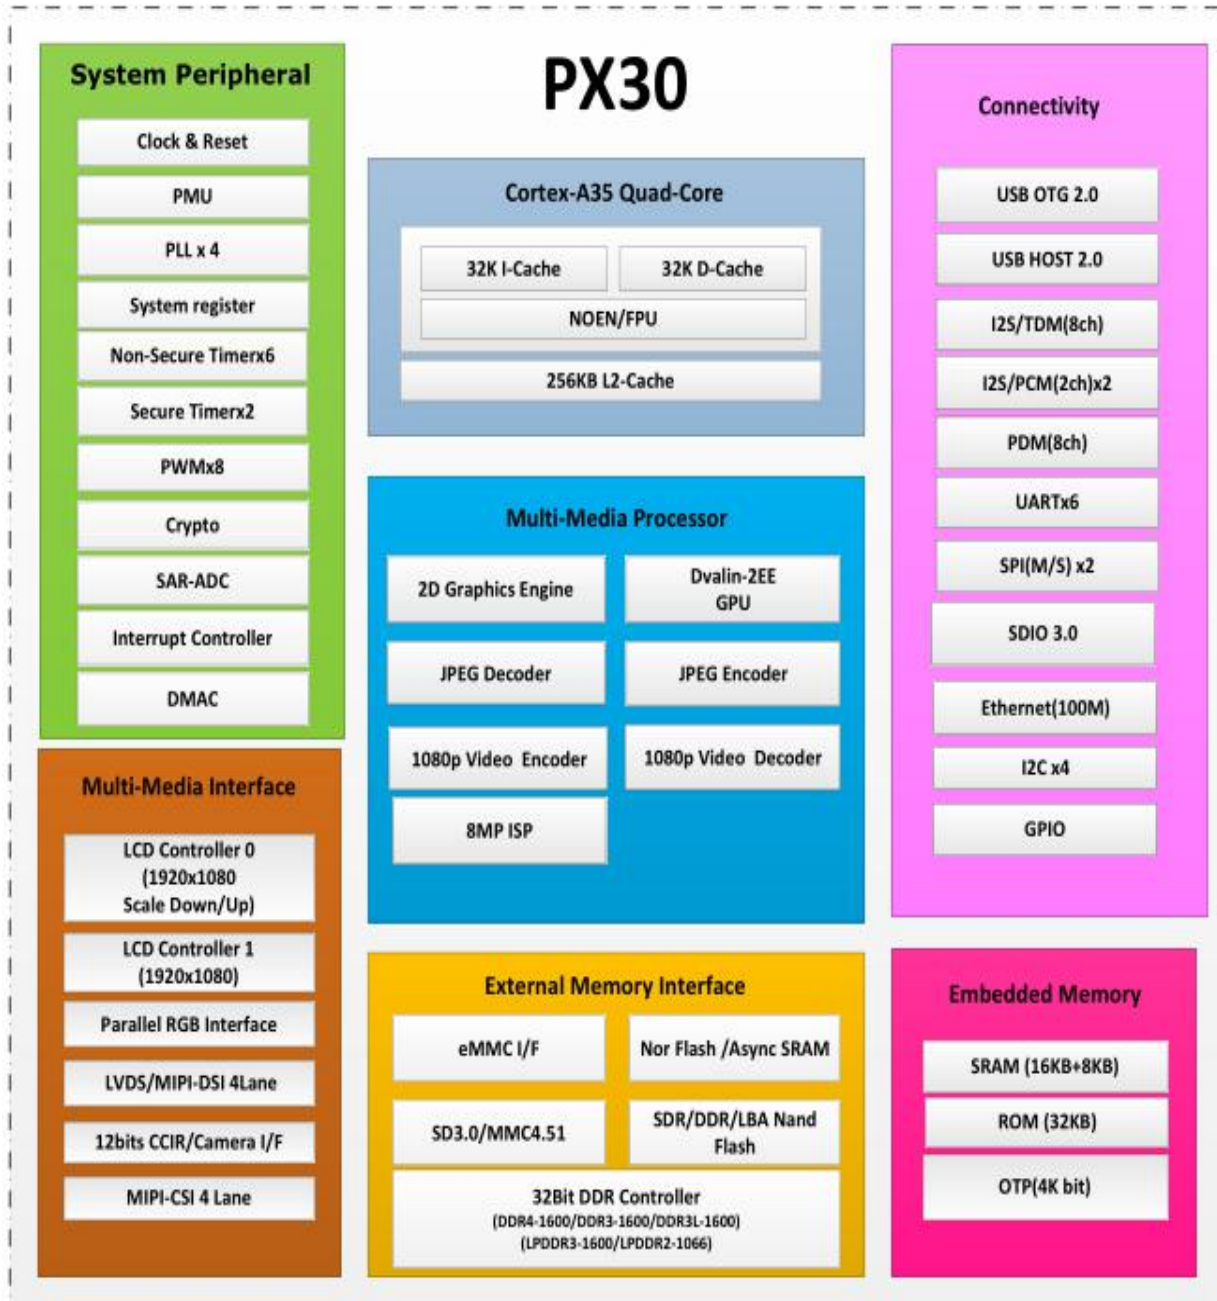 PX30
System Peripheral
Clock & Reset
PMU
PLL x 4
System register
Non-Secure Timerx6
Secure Timerx2
PWMx8
Crypto
SAR-ADC
Interrupt Controller
DMAC
Multi-Media Interface
LCD Controller 0
(1920x1080
Scale Down/Up)
LCD Controller 1
(1920x1080)
Parallel RGB Interface
LVDS/MIPI-DSI 4Lane
12bits CCIR/Camera I/F
MIPI-CSI 4 Lane
Cortex-A35 Quad-Core
32K I-Cache
32K D-Cache
NOEN/FPU
256KB L2-Cache
Multi-Media Processor
2D Graphics Engine
Dvalin-2EE
GPU
JPEG Decoder
JPEG Encoder
1080p Video Encoder
1080p Video Decoder
8MP ISP
External Memory Interface
eMMC I/F
Nor Flash /Async SRAM
SD3.0/MMC4.51
SDR/DDR/LBA Nand
Flash
32Bit DDR Controller
(DDR4-1600/DDR3-1600/DDR3L-1600)
(LPDDR3-1600/LPDDR2-1066)
Connectivity
USB OTG 2.0
USB HOST 2.0
I2S/TDM(8ch)
I2S/PCM(2ch)x2
PDM(8ch)
UARTx6
SPI(M/S) x2
SDIO 3.0
Ethernet(100M)
I2C x4
GPIO
Embedded Memory
SRAM (16KB+8KB)
ROM (32KB)
OTP(4K bit)